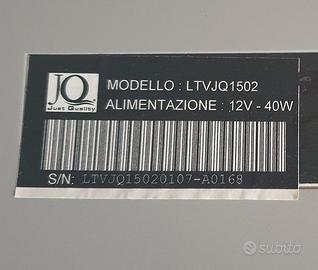 JQ
Just Quality
MODELLO : LTVJQ1502
ALIMENTAZIONE : 12V - 40W
S/N: LTVJQ15020107-A0168
subito